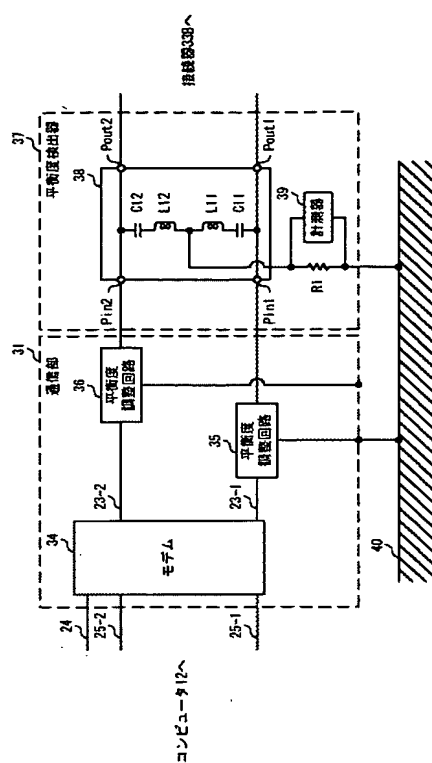 31
通信部
37
平衡度検出器
34
モデム
24
25-2
25-1
コンピュータ12へ
23-2
23-1
36
平衡度
調整回路
35
平衡度
調整回路
38
Pin2
Pout2
C12
L12
L11
C11
Pin1
Pout1
39
計測器
R1
40
接続器33Bへ